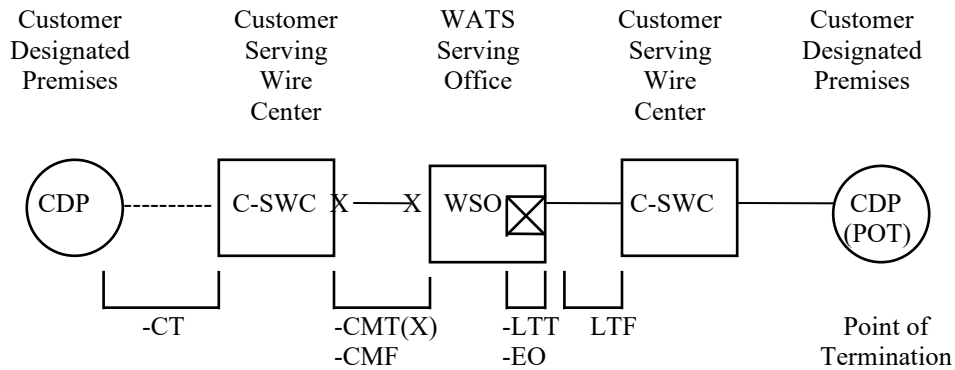 Customer
Designated
Premises
Customer
Serving
Wire
Center
WATS
Serving
Office
Customer
Serving
Wire
Center
Customer
Designated
Premises
CDP
C-SWC
X
X
WSO
C-SWC
CDP
(POT)
-CT
-CMT(X)
-CMF
-LTT
-EO
LTF
Point of
Termination